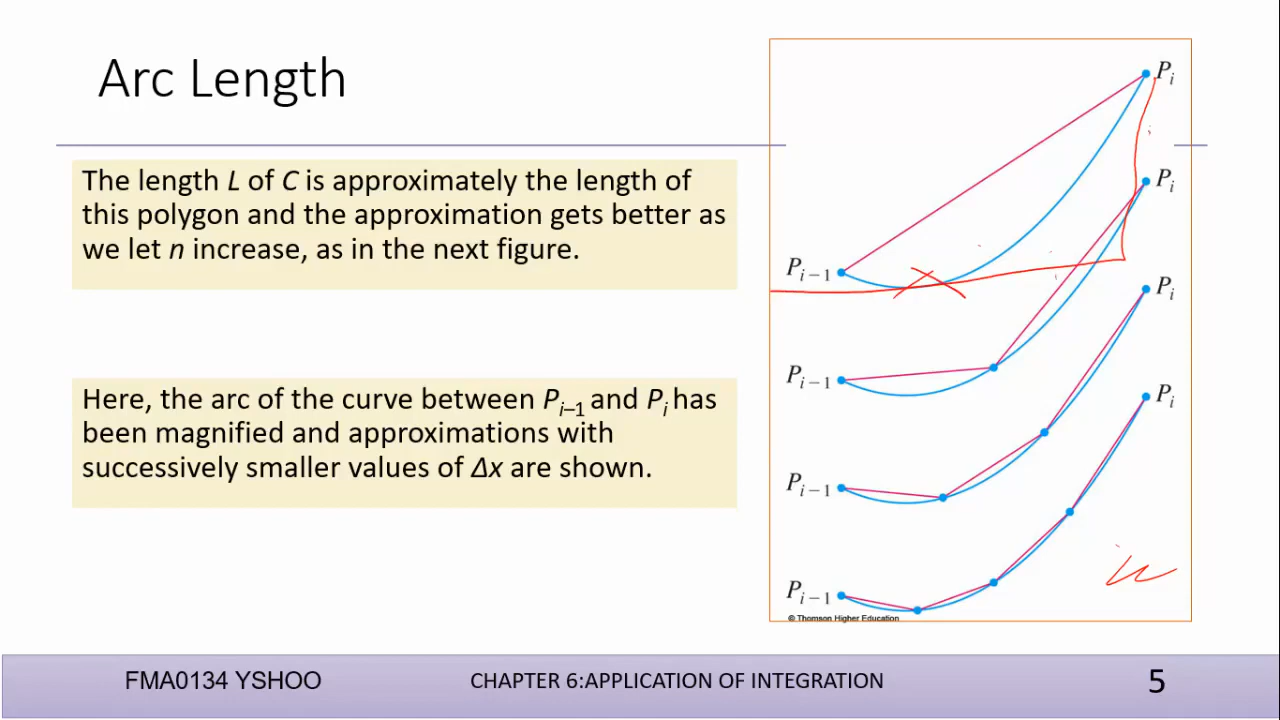 Arc Length
The length L of C is approximately the length of
this polygon and the approximation gets better as
we let n increase, as in the next figure.
Here, the arc of the curve between Pi–1 and Pi has
been magnified and approximations with
successively smaller values of Δx are shown.
Pi
Pi
Pi – 1
Pi
Pi – 1
Pi
Pi – 1
Pi – 1
© Thomson Higher Education
FMA0134 YSHOO
CHAPTER 6:APPLICATION OF INTEGRATION
5